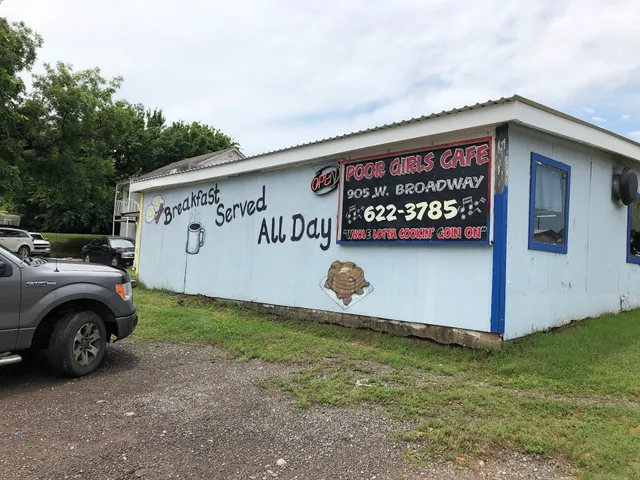 Breakfast
Served
All Day
OPEN
POOR GIRLS CAFE
905 W. BROADWAY
622-3785
"WHOLE LOTTA COOKIN' GOIN ON"